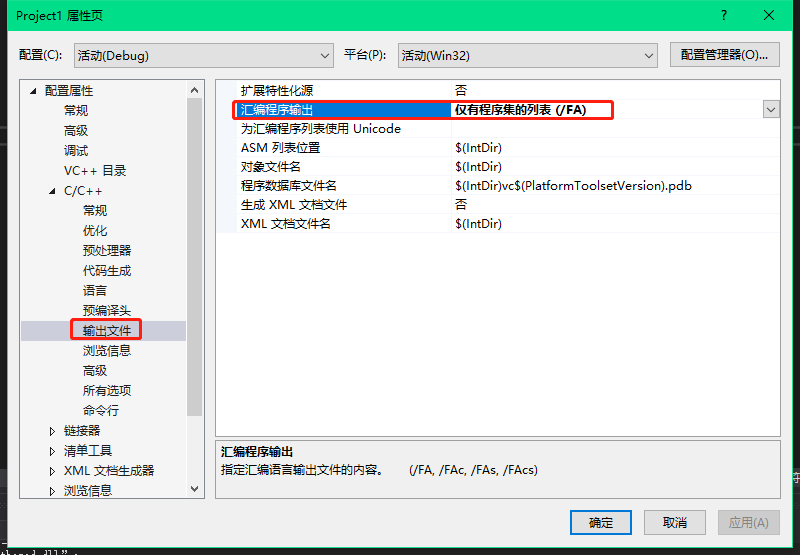 Project1 属性页
?
配置(C):
活动(Debug)
平台(P):
活动(Win32)
配置管理器(O)...
配置属性
常规
高级
调试
VC++ 目录
C/C++
常规
优化
预处理器
代码生成
语言
预编译头
输出文件
浏览信息
高级
所有选项
命令行
链接器
清单工具
XML 文档生成器
浏览信息
扩展特性化源 否
汇编程序输出 仅有程序集的列表 (/FA)
为汇编程序列表使用 Unicode
ASM 列表位置 $(IntDir)
对象文件名 $(IntDir)
程序数据库文件名 $(IntDir)vc$(PlatformToolsetVersion).pdb
生成 XML 文档文件 否
XML 文档文件名 $(IntDir)
汇编程序输出
指定汇编语言输出文件的内容。 (/FA, /FAc, /FAs, /FAcs)
确定
取消
应用(A)
符